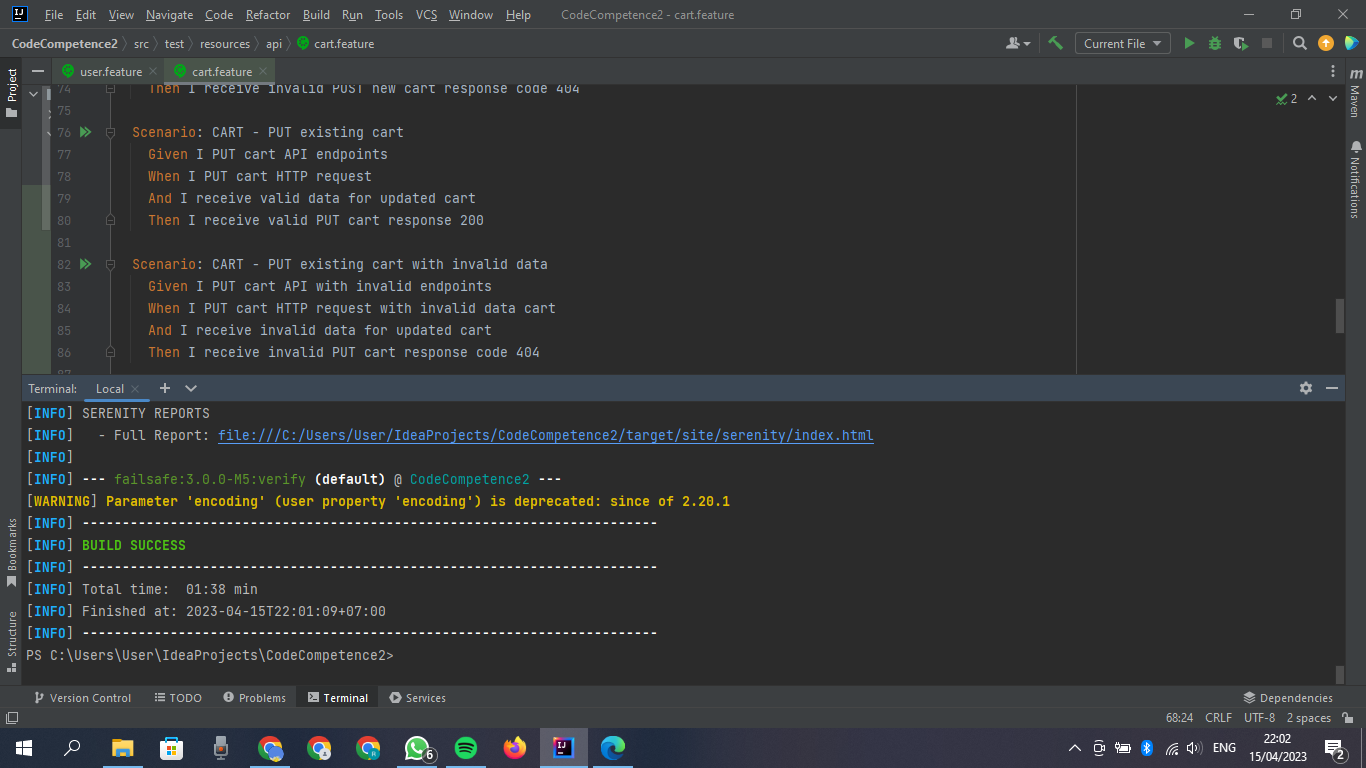 File Edit View Navigate Code Refactor Build Run Tools VCS Window Help CodeCompetence2 - cart.feature
CodeCompetence2 src test resources api cart.feature Current File
user.feature cart.feature
Project
74 Then I receive invalid POST new cart response code 404
75
76 Scenario: CART - PUT existing cart
77 Given I PUT cart API endpoints
78 When I PUT cart HTTP request
79 And I receive valid data for updated cart
80 Then I receive valid PUT cart response 200
81
82 Scenario: CART - PUT existing cart with invalid data
83 Given I PUT cart API with invalid endpoints
84 When I PUT cart HTTP request with invalid data cart
85 And I receive invalid data for updated cart
86 Then I receive invalid PUT cart response code 404
87
2
Maven
Notifications
Terminal: Local
[INFO] SERENITY REPORTS
[INFO]   - Full Report: file:///C:/Users/User/IdeaProjects/CodeCompetence2/target/site/serenity/index.html
[INFO]
[INFO] --- failsafe:3.0.0-M5:verify (default) @ CodeCompetence2 ---
[WARNING] Parameter 'encoding' (user property 'encoding') is deprecated: since of 2.20.1
[INFO] ------------------------------------------------------------------------
[INFO] BUILD SUCCESS
[INFO] ------------------------------------------------------------------------
[INFO] Total time:  01:38 min
[INFO] Finished at: 2023-04-15T22:01:09+07:00
[INFO] ------------------------------------------------------------------------
PS C:\Users\User\IdeaProjects\CodeCompetence2>
Bookmarks
Structure
Version Control TODO Problems Terminal Services Dependencies
68:24 CRLF UTF-8 2 spaces
6
ENG
22:02
15/04/2023
2